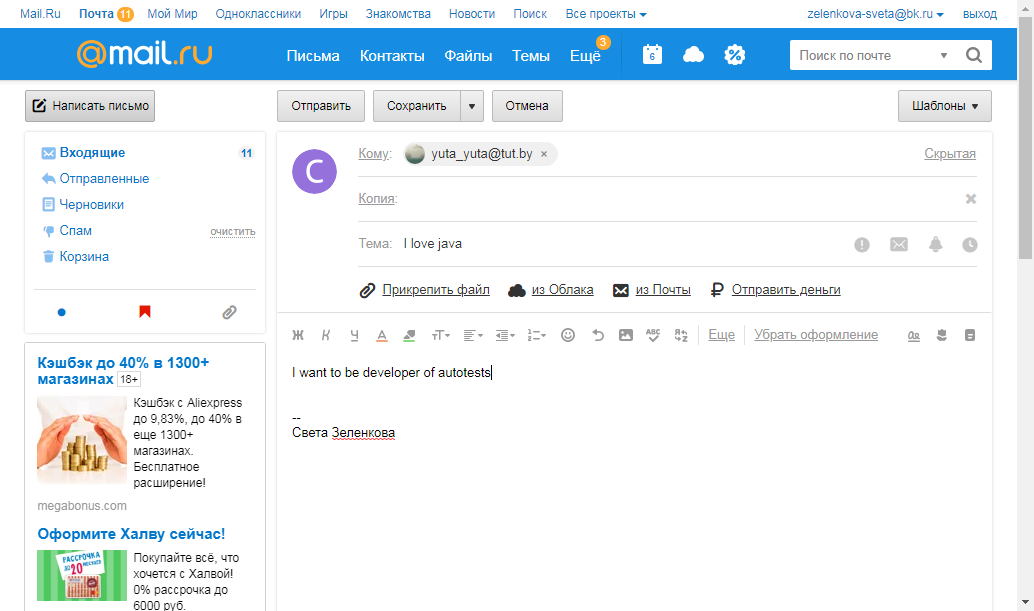 Mail.Ru Почта 11 Мой Мир Одноклассники Игры Знакомства Новости Поиск Все проекты zelenkova-sveta@bk.ru выход
@mail.ru Письма Контакты Файлы Темы Ещё 3 6 % Поиск по почте
Написать письмо Отправить Сохранить Отмена Шаблоны
Входящие 11
Отправленные
Черновики
Спам очистить
Корзина
С
Кому: yuta_yuta@tut.by × Скрытая
Копия:
Тема: I love java
Прикрепить файл из Облака из Почты Отправить деньги
Ж К Ч А тТ ABC Еще Убрать оформление
I want to be developer of autotests
--
Света Зеленкова
Кэшбэк до 40% в 1300+
магазинах 18+
Кэшбэк с Aliexpress
до 9,83%, до 40% в
еще 1300+
магазинах.
Бесплатное
расширение!
megabonus.com
Оформите Халву сейчас!
РАССРОЧКА
ДО 20 МЕСЯЦЕВ
Покупайте всё, что
хочется с Халвой!
0% рассрочка до
6000 руб.